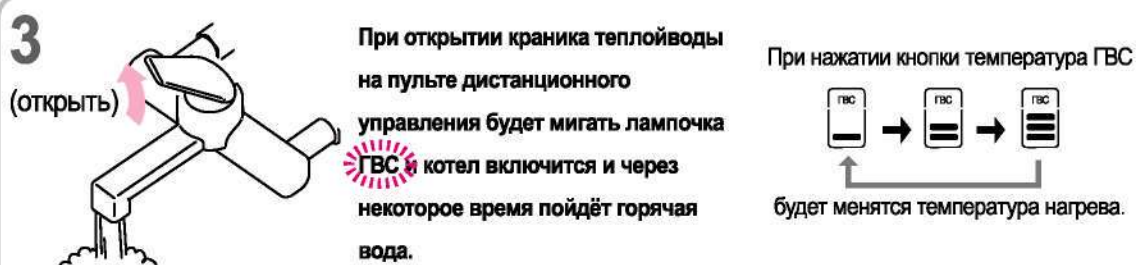 3
(открыть)
При открытии краника теплойводы
на пульте дистанционного
управления будет мигать лампочка
ГВС и котел включится и через
некоторое время пойдёт горячая
вода.
При нажатии кнопки температура ГВС
ГВС ГВС ГВС
будет менятся температура нагрева.